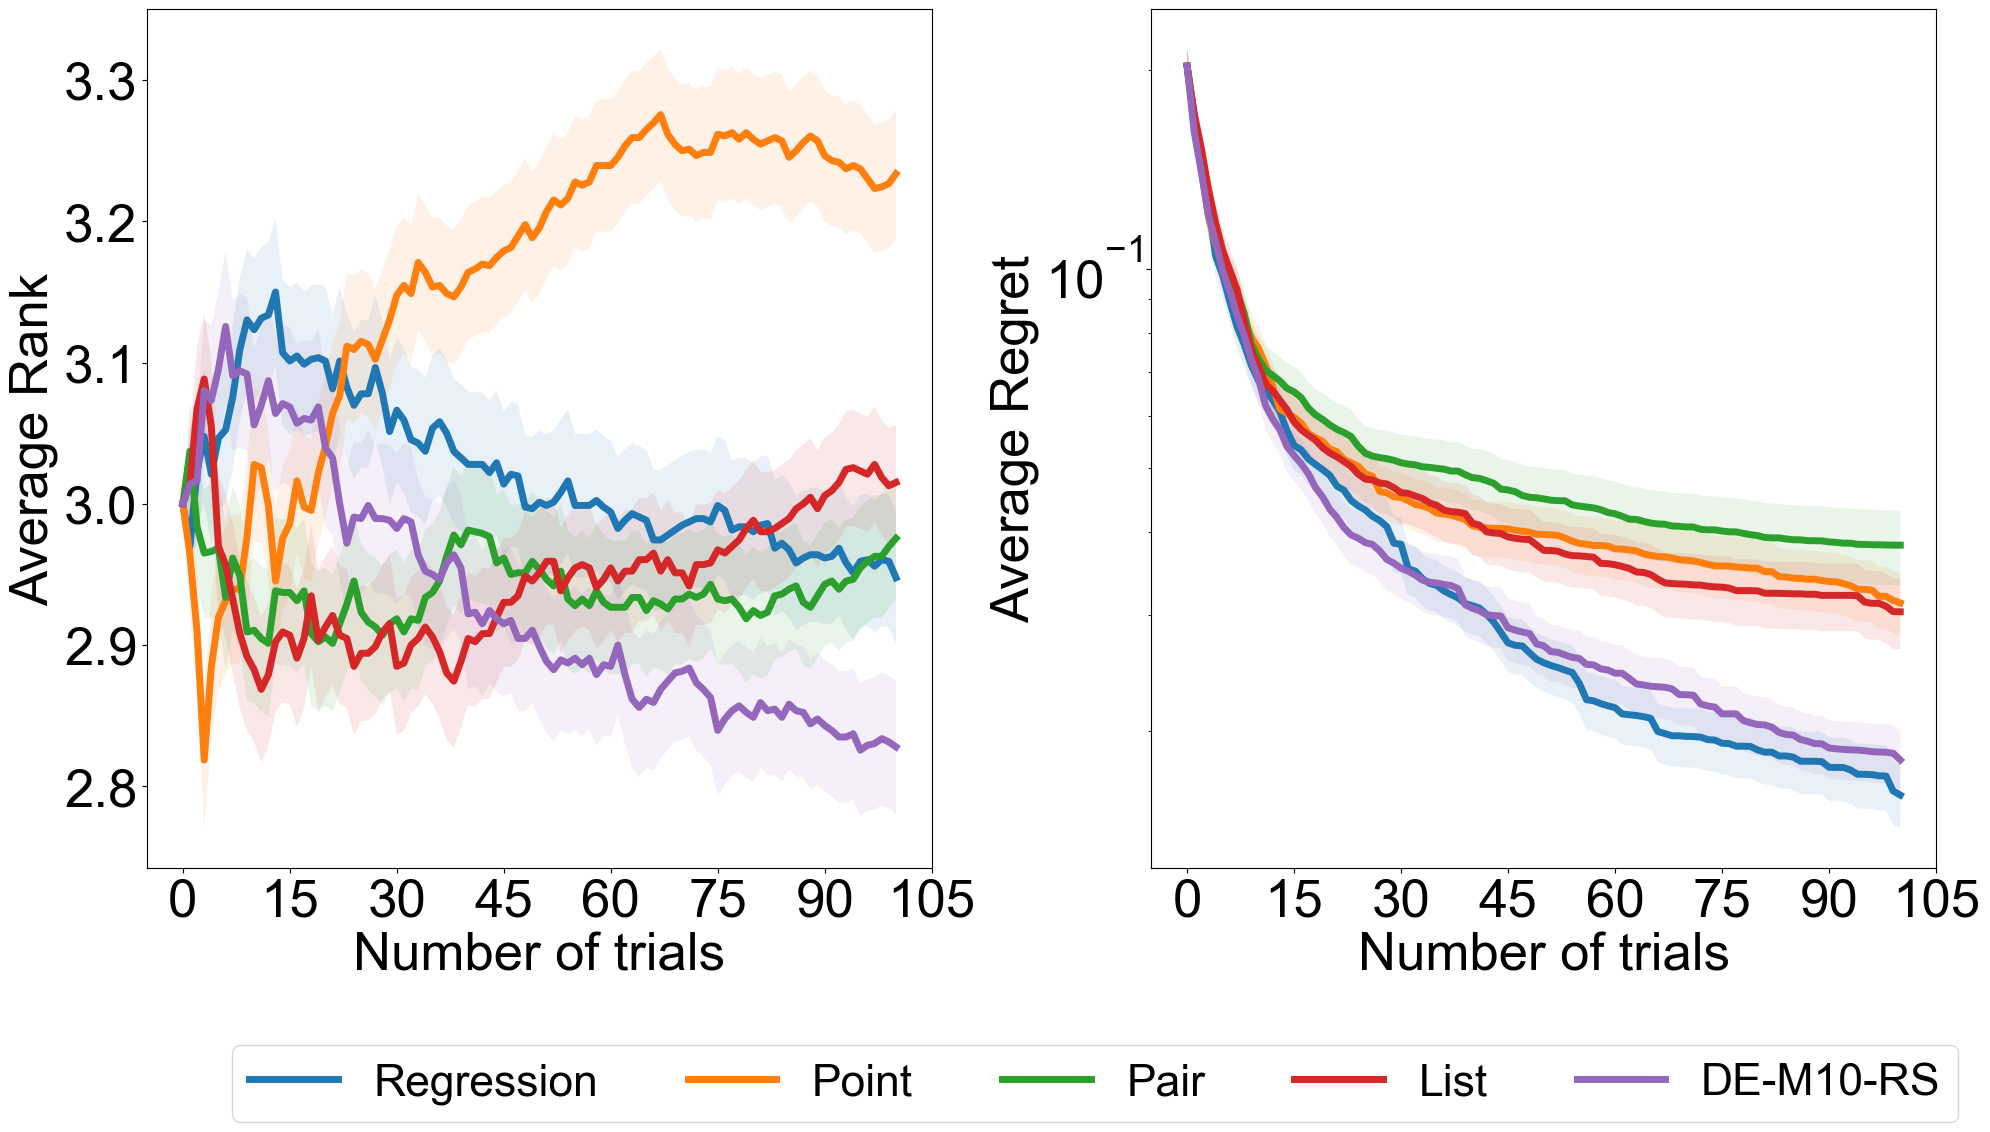 Average Rank
3.3
3.2
3.1
3.0
2.9
2.8
0 15 30 45 60 75 90 105
Number of trials
Average Regret
10⁻¹
0 15 30 45 60 75 90 105
Number of trials
Regression Point Pair List DE-M10-RS